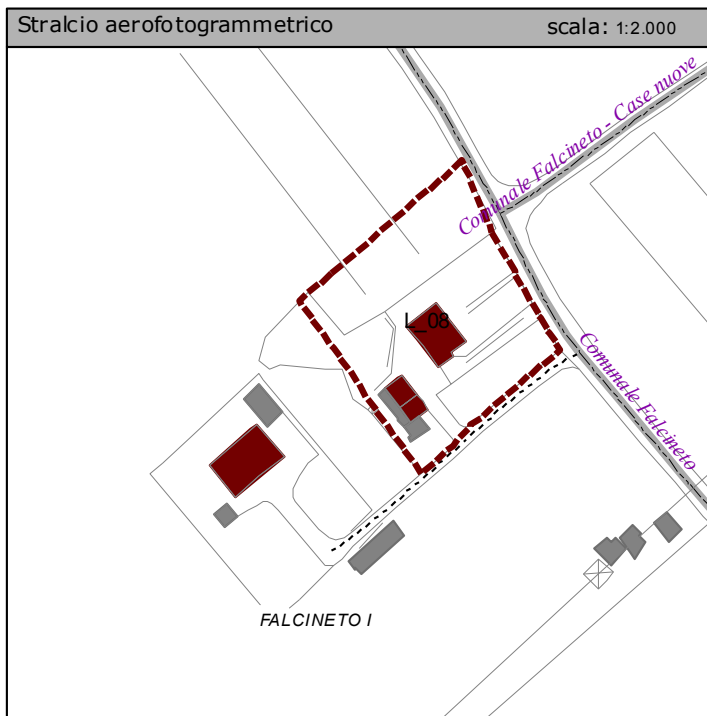 Stralcio aerofotogrammetrico scala: 1:2.000
Comunale Falcineto - Case nuove
L_08
Comunale Falcineto
FALCINETO I